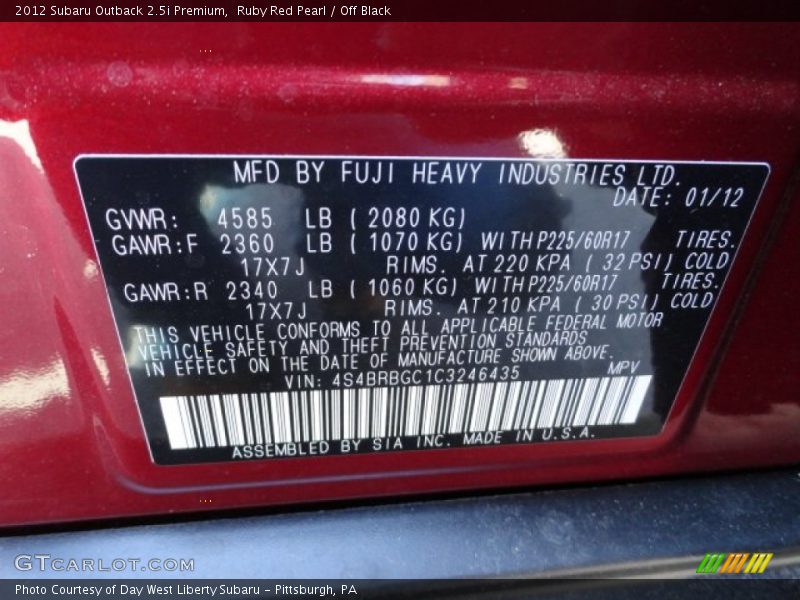 2012 Subaru Outback 2.5i Premium,  Ruby Red Pearl / Off Black
MFD BY FUJI HEAVY INDUSTRIES LTD.
DATE: 01/12
GVWR: 4585 LB ( 2080 KG)
GAWR:F 2360 LB ( 1070 KG) WITH P225/60R17 TIRES.
17X7J RIMS. AT 220 KPA ( 32 PSI) COLD
GAWR:R 2340 LB ( 1060 KG) WITH P225/60R17 TIRES.
17X7J RIMS. AT 210 KPA ( 30 PSI) COLD
THIS VEHICLE CONFORMS TO ALL APPLICABLE FEDERAL MOTOR
VEHICLE SAFETY AND THEFT PREVENTION STANDARDS
IN EFFECT ON THE DATE OF MANUFACTURE SHOWN ABOVE.
VIN: 4S4BRBGC1C3246435 MPV
ASSEMBLED BY SIA INC. MADE IN U.S.A.
GTCARLOT.COM
Photo Courtesy of Day West Liberty Subaru - Pittsburgh, PA